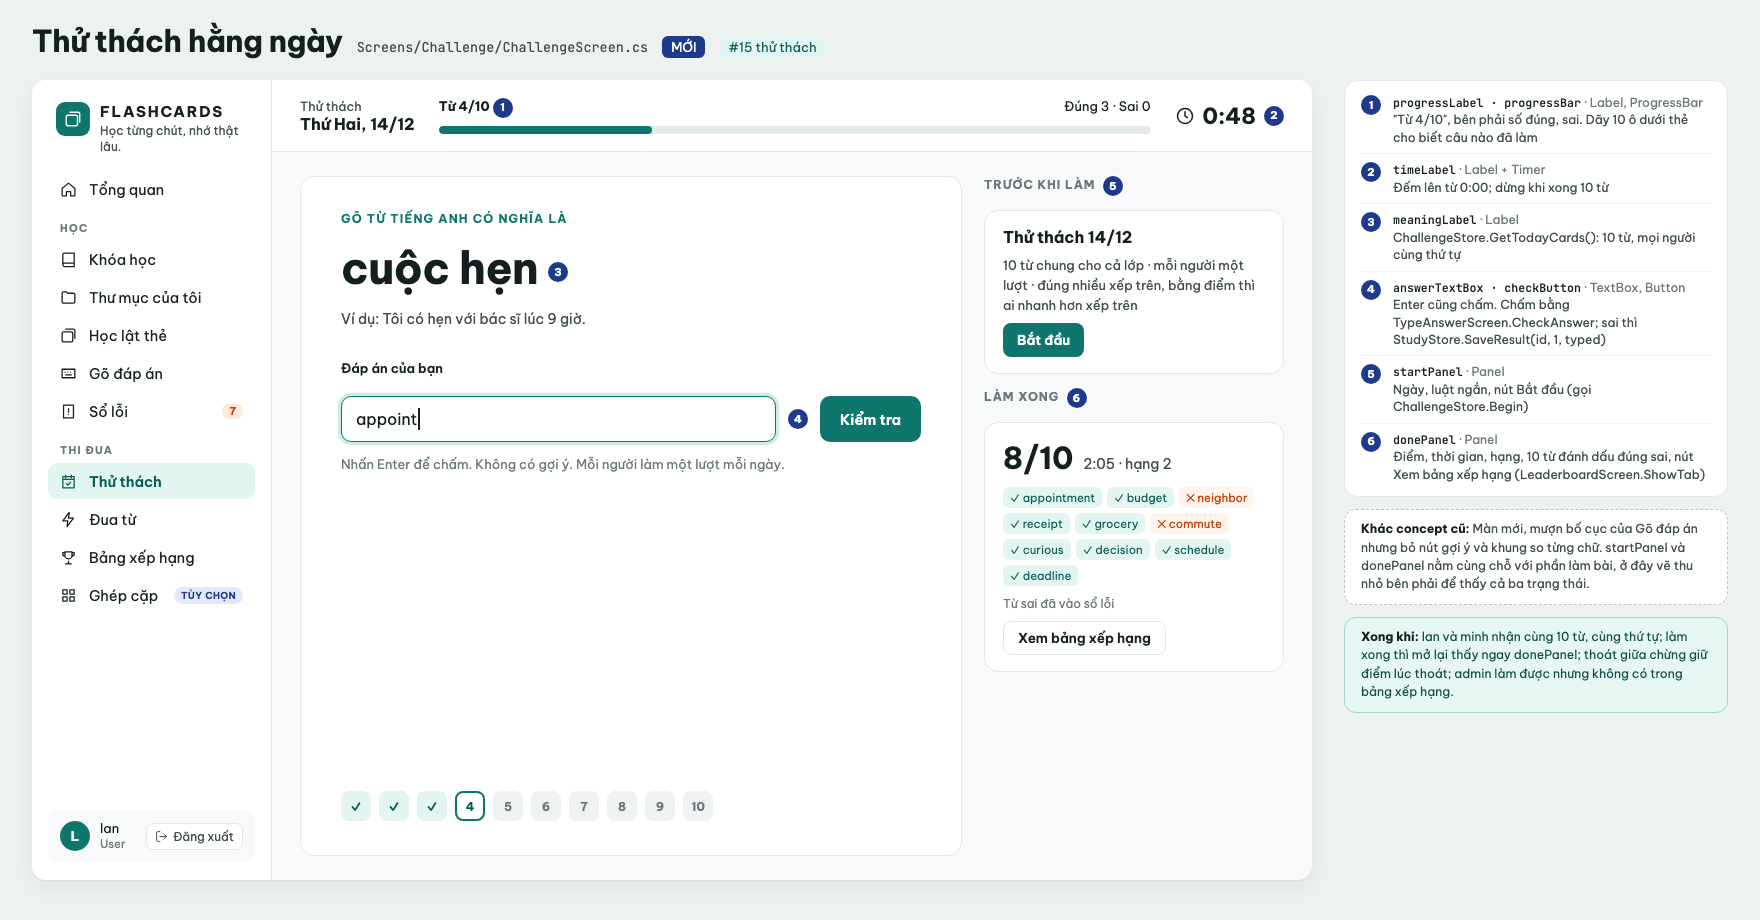 Thử thách hằng ngày Screens/Challenge/ChallengeScreen.cs MỚI #15 thử thách
FLASHCARDS
Học từng chút, nhớ thật
lâu.
Tổng quan
HỌC
Khóa học
Thư mục của tôi
Học lật thẻ
Gõ đáp án
Sổ lỗi 7
THI ĐUA
Thử thách
Đua từ
Bảng xếp hạng
Ghép cặp TÙY CHỌN
L
lan
User
Đăng xuất
Thử thách
Thứ Hai, 14/12
Từ 4/10 1
Đúng 3 · Sai 0
0:48 2
GÕ TỪ TIẾNG ANH CÓ NGHĨA LÀ
cuộc hẹn 3
Ví dụ: Tôi có hẹn với bác sĩ lúc 9 giờ.
Đáp án của bạn
appoint 4 Kiểm tra
Nhấn Enter để chấm. Không có gợi ý. Mỗi người làm một lượt mỗi ngày.
4 5 6 7 8 9 10
TRƯỚC KHI LÀM 5
Thử thách 14/12
10 từ chung cho cả lớp · mỗi người một
lượt · đúng nhiều xếp trên, bằng điểm thì
ai nhanh hơn xếp trên
Bắt đầu
LÀM XONG 6
8/10 2:05 · hạng 2
✓ appointment ✓ budget ✕ neighbor
✓ receipt ✓ grocery ✕ commute
✓ curious ✓ decision ✓ schedule
✓ deadline
Từ sai đã vào sổ lỗi
Xem bảng xếp hạng
1 progressLabel · progressBar · Label, ProgressBar
"Từ 4/10", bên phải số đúng, sai. Dãy 10 ô dưới thẻ
cho biết câu nào đã làm
2 timeLabel · Label + Timer
Đếm lên từ 0:00; dừng khi xong 10 từ
3 meaningLabel · Label
ChallengeStore.GetTodayCards(): 10 từ, mọi người
cùng thứ tự
4 answerTextBox · checkButton · TextBox, Button
Enter cũng chấm. Chấm bằng
TypeAnswerScreen.CheckAnswer; sai thì
StudyStore.SaveResult(id, 1, typed)
5 startPanel · Panel
Ngày, luật ngắn, nút Bắt đầu (gọi
ChallengeStore.Begin)
6 donePanel · Panel
Điểm, thời gian, hạng, 10 từ đánh dấu đúng sai, nút
Xem bảng xếp hạng (LeaderboardScreen.ShowTab)
Khác concept cũ: Màn mới, mượn bố cục của Gõ đáp án
nhưng bỏ nút gợi ý và khung so từng chữ. startPanel và
donePanel nằm cùng chỗ với phần làm bài, ở đây vẽ thu
nhỏ bên phải để thấy cả ba trạng thái.
Xong khi: lan và minh nhận cùng 10 từ, cùng thứ tự; làm
xong thì mở lại thấy ngay donePanel; thoát giữa chừng giữ
điểm lúc thoát; admin làm được nhưng không có trong
bảng xếp hạng.